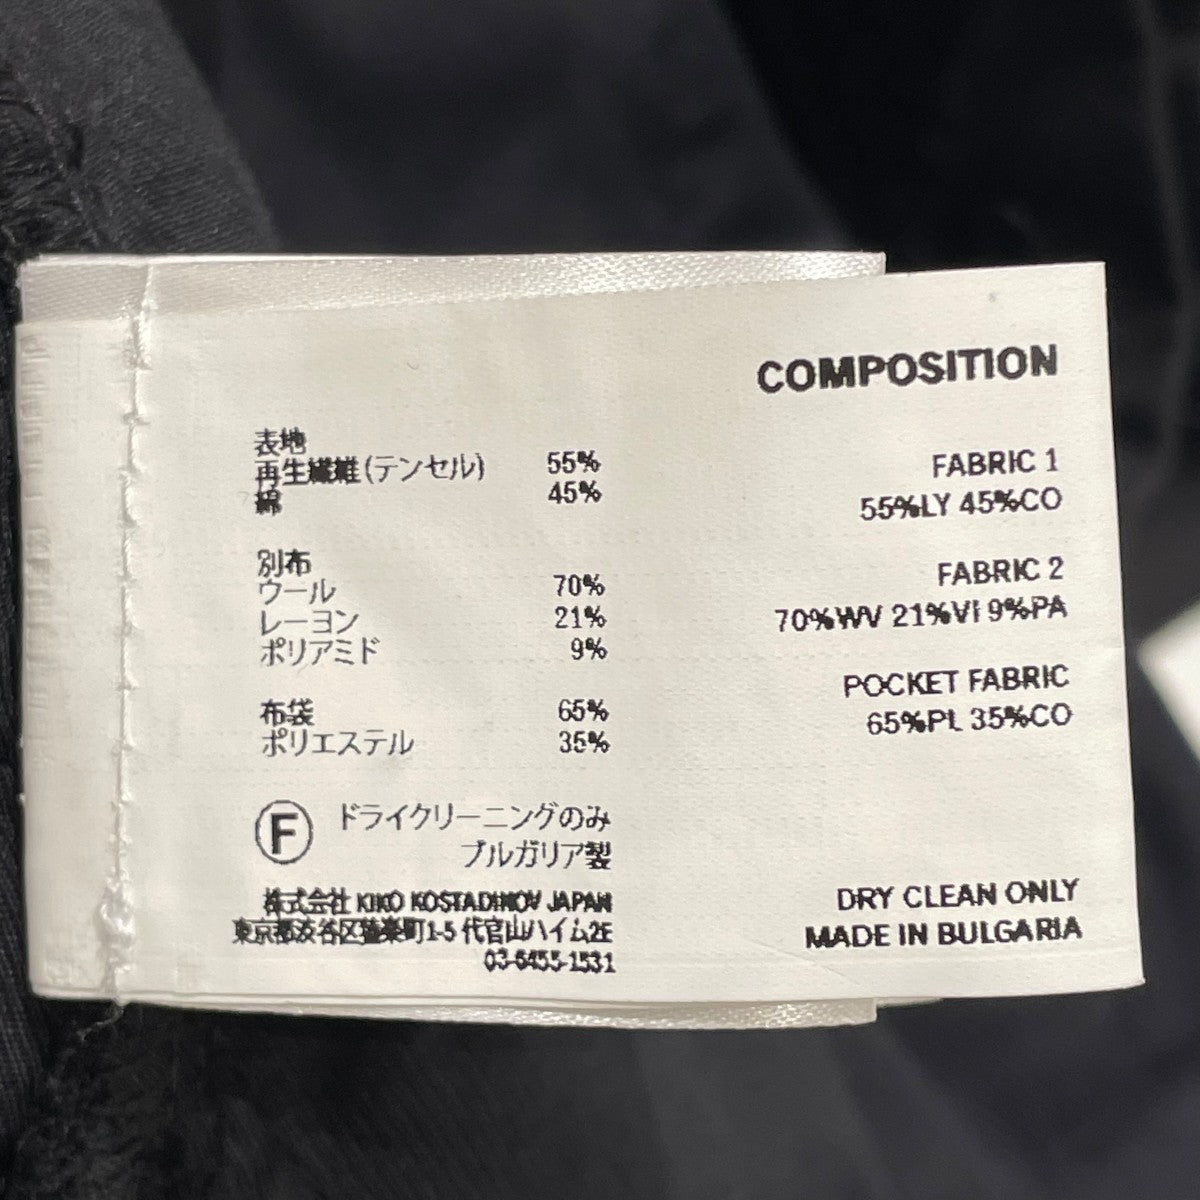 COMPOSITION
表地
再生繊維(テンセル) 55%
綿 45%
別布
ウール 70%
レーヨン 21%
ポリアミド 9%
布袋 65%
ポリエステル 35%
Ⓕ ドライクリーニングのみ
ブルガリア製
株式会社 KIKO KOSTADINOV JAPAN
東京都渋谷区猿楽町1-5 代官山ハイム2E
03-6455-1531
FABRIC 1
55%LY 45%CO
FABRIC 2
70%WV 21%VI 9%PA
POCKET FABRIC
65%PL 35%CO
DRY CLEAN ONLY
MADE IN BULGARIA